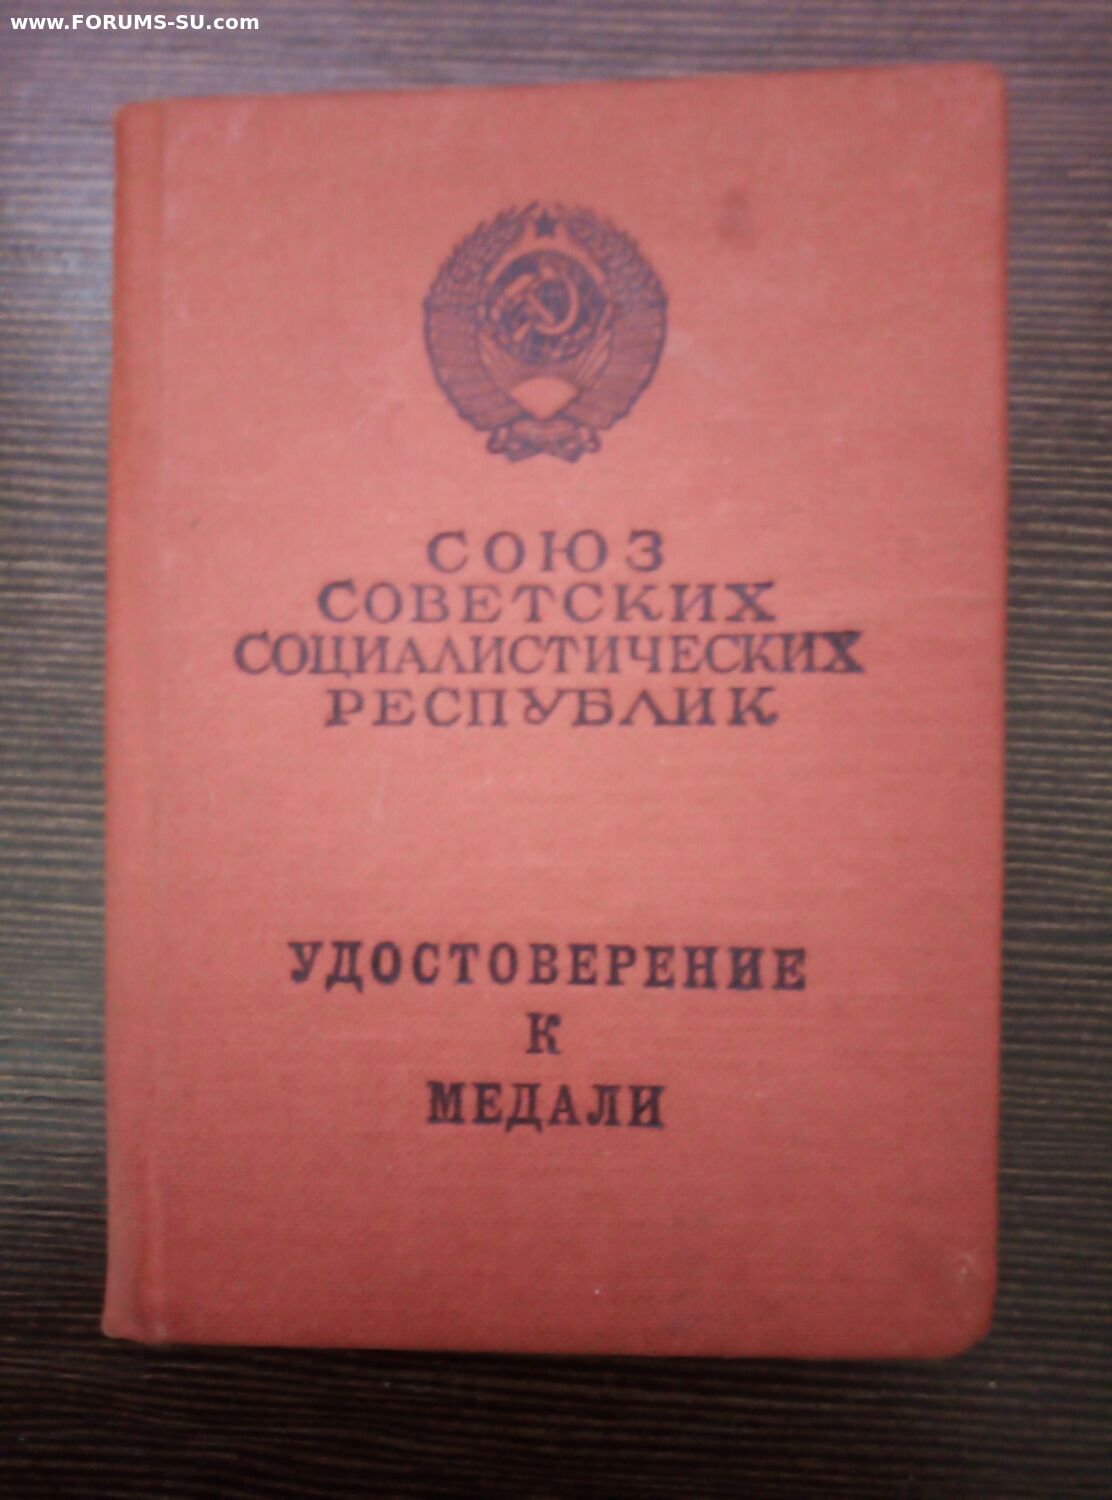 www.FORUMS-SU.com
СОЮЗ
СОВЕТСКИХ
СОЦИАЛИСТИЧЕСКИХ
РЕСПУБЛИК
УДОСТОВЕРЕНИЕ
К
МЕДАЛИ